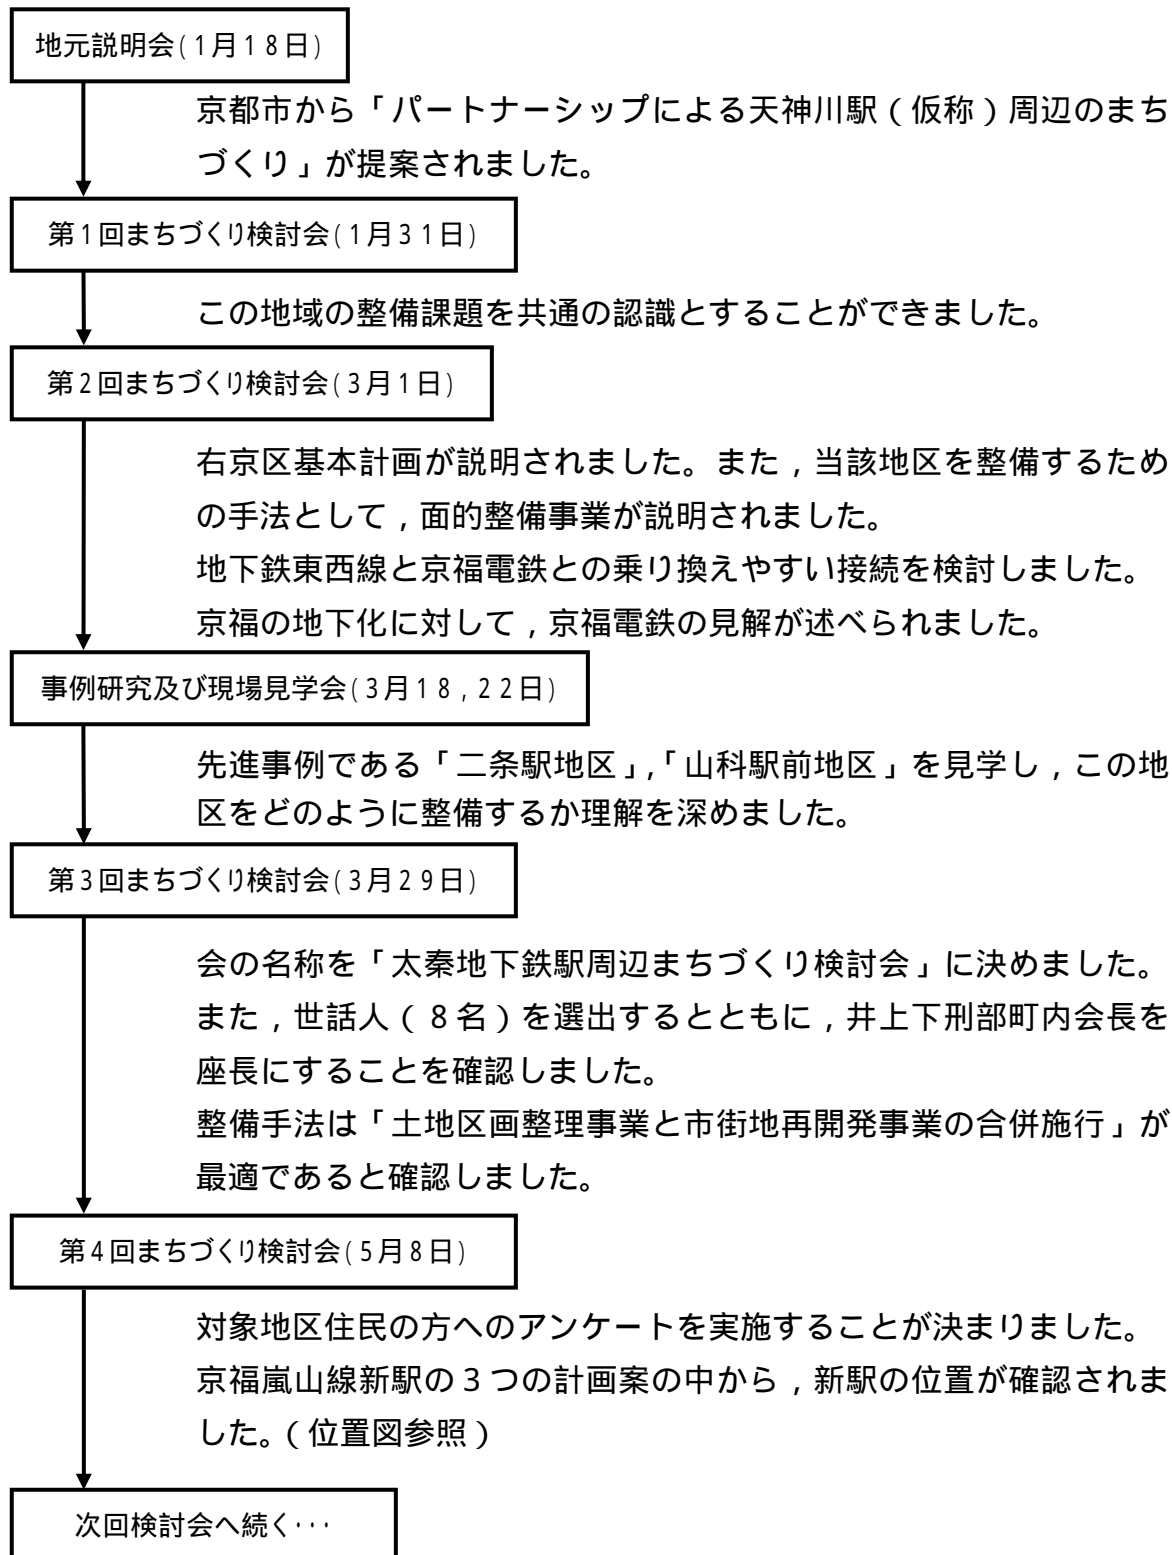 地元説明会(1月18日)
京都市から「パートナーシップによる天神川駅(仮称)周辺のまち
づくり」が提案されました。
第1回まちづくり検討会(1月31日)
この地域の整備課題を共通の認識とすることができました。
第2回まちづくり検討会(3月1日)
右京区基本計画が説明されました。また,当該地区を整備するため
の手法として,面的整備事業が説明されました。
地下鉄東西線と京福電鉄との乗り換えやすい接続を検討しました。
京福の地下化に対して,京福電鉄の見解が述べられました。
事例研究及び現場見学会(3月18,22日)
先進事例である「二条駅地区」,「山科駅前地区」を見学し,この地
区をどのように整備するか理解を深めました。
第3回まちづくり検討会(3月29日)
会の名称を「太秦地下鉄駅周辺まちづくり検討会」に決めました。
また,世話人(8名)を選出するとともに,井上下刑部町内会長を
座長にすることを確認しました。
整備手法は「土地区画整理事業と市街地再開発事業の合併施行」が
最適であると確認しました。
第4回まちづくり検討会(5月8日)
対象地区住民の方へのアンケートを実施することが決まりました。
京福嵐山線新駅の3つの計画案の中から,新駅の位置が確認されま
した。(位置図参照)
次回検討会へ続く・・・